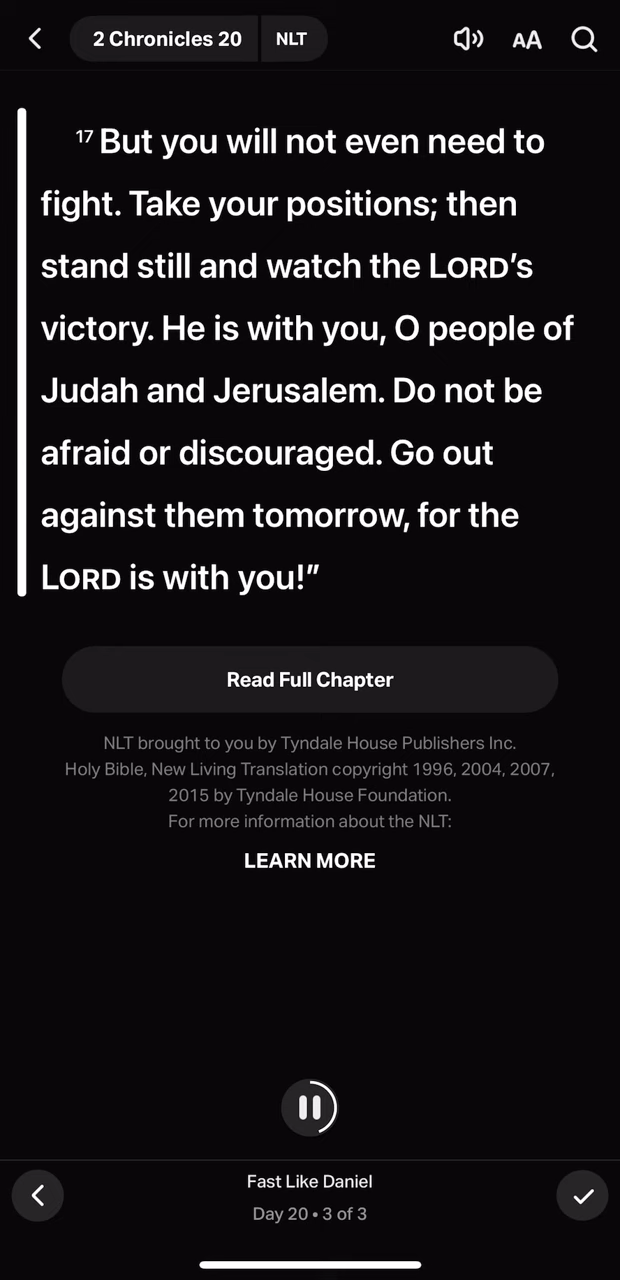 2 Chronicles 20 NLT AA
17 But you will not even need to
fight. Take your positions; then
stand still and watch the LORD’s
victory. He is with you, O people of
Judah and Jerusalem. Do not be
afraid or discouraged. Go out
against them tomorrow, for the
LORD is with you!”
Read Full Chapter
NLT brought to you by Tyndale House Publishers Inc.
Holy Bible, New Living Translation copyright 1996, 2004, 2007,
2015 by Tyndale House Foundation.
For more information about the NLT:
LEARN MORE
Fast Like Daniel
Day 20 • 3 of 3